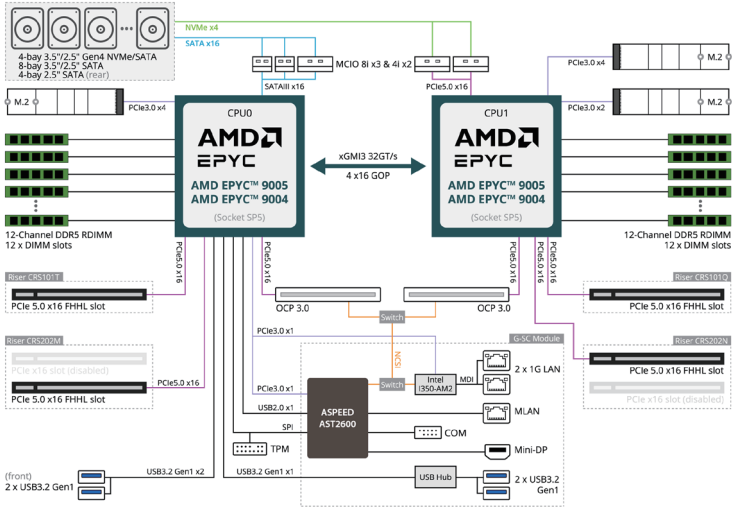 NVMe x4
SATA x16
4-bay 3.5"/2.5" Gen4 NVMe/SATA
8-bay 3.5"/2.5" SATA
4-bay 2.5" SATA (rear)
MCIO 8i x3 & 4i x2
SATAIII x16
PCIe5.0 x16
PCIe3.0 x4
M.2
M.2
PCIe3.0 x4
PCIe3.0 x2
M.2
CPU0
AMD
EPYC
AMD EPYC™ 9005
AMD EPYC™ 9004
(Socket SP5)
xGMI3 32GT/s
4 x16 GOP
CPU1
AMD
EPYC
AMD EPYC™ 9005
AMD EPYC™ 9004
(Socket SP5)
12-Channel DDR5 RDIMM
12 x DIMM slots
12-Channel DDR5 RDIMM
12 x DIMM slots
PCIe5.0 x16
PCIe5.0 x16
PCIe5.0 x16
PCIe5.0 x16
PCIe5.0 x16
PCIe5.0 x16
Riser CRS101T
PCIe 5.0 x16 FHHL slot
Riser CRS101Q
PCIe 5.0 x16 FHHL slot
OCP 3.0
OCP 3.0
Switch
PCIe3.0 x1
NCSI
G-SC Module
Riser CRS202M
PCIe x16 slot (disabled)
PCIe 5.0 x16 FHHL slot
PCIe5.0 x16
Riser CRS202N
PCIe 5.0 x16 FHHL slot
PCIe x16 slot (disabled)
PCIe3.0 x1
Switch
Intel
i350-AM2
MDI
2 x 1G LAN
USB2.0 x1
ASPEED
AST2600
MLAN
SPI
TPM
COM
Mini-DP
(front)
2 x USB3.2 Gen1
USB3.2 Gen1 x2
USB3.2 Gen1 x1
USB Hub
2 x USB3.2
Gen1